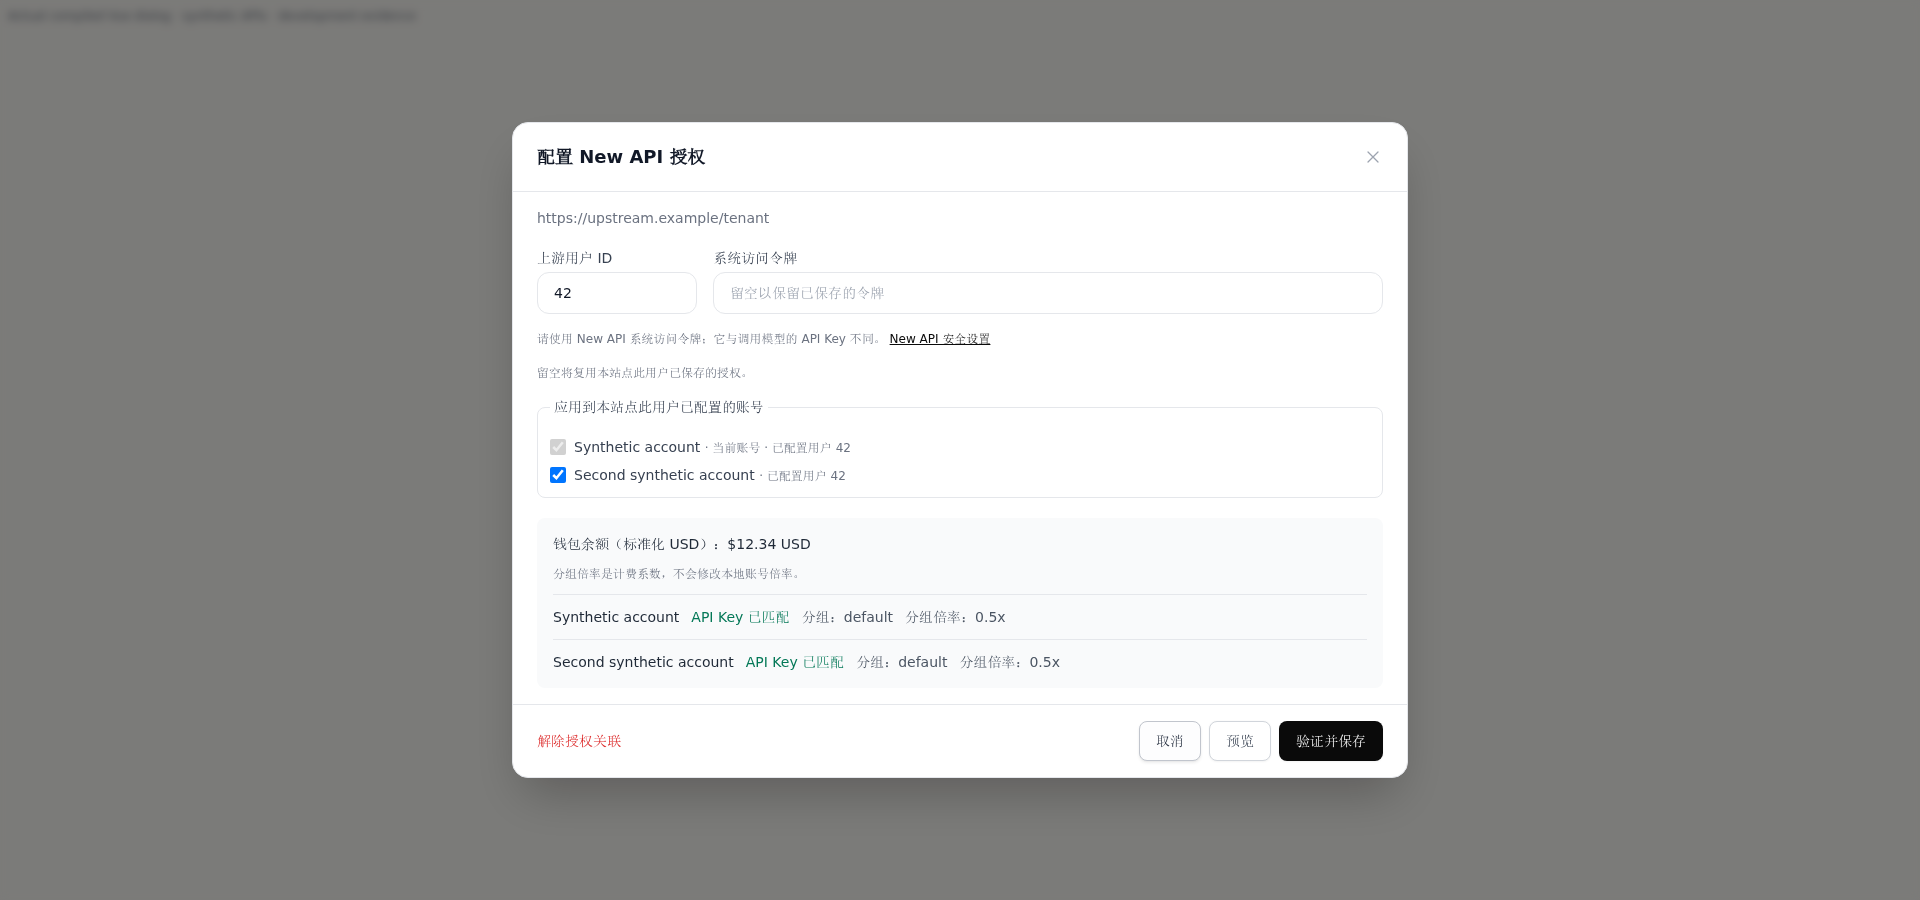 配置 New API 授权
https://upstream.example/tenant
上游用户 ID
系统访问令牌
42
留空以保留已保存的令牌
请使用 New API 系统访问令牌；它与调用模型的 API Key 不同。 New API 安全设置
留空将复用本站点此用户已保存的授权。
应用到本站点此用户已配置的账号
Synthetic account · 当前账号 · 已配置用户 42
Second synthetic account · 已配置用户 42
钱包余额（标准化 USD）: $12.34 USD
分组倍率是计费系数，不会修改本地账号倍率。
Synthetic account API Key 已匹配 分组：default 分组倍率：0.5x
Second synthetic account API Key 已匹配 分组：default 分组倍率：0.5x
解除授权关联
取消
预览
验证并保存